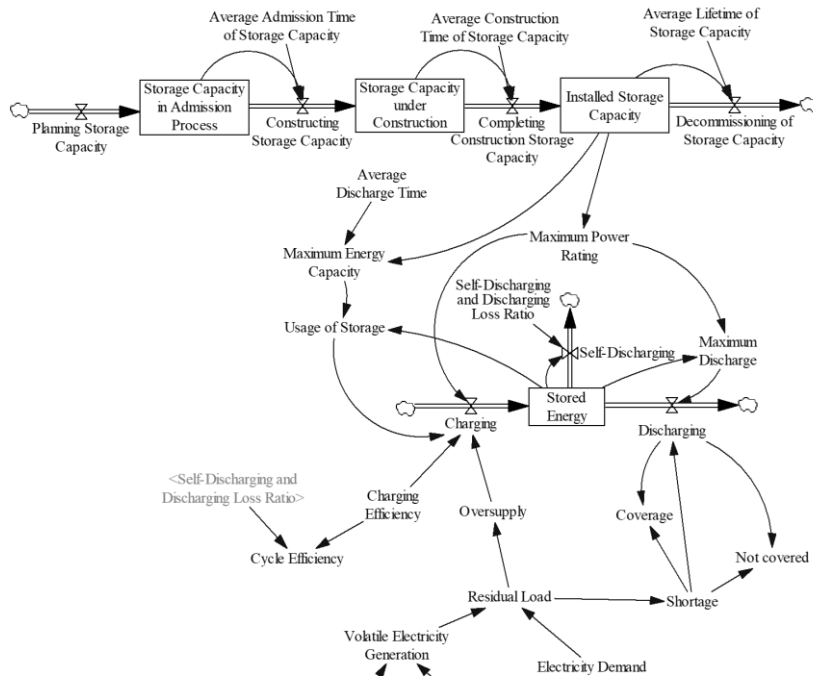 Average Admission Time
of Storage Capacity
Average Construction
Time of Storage Capacity
Average Lifetime of
Storage Capacity
Storage Capacity
in Admission
Process
Storage Capacity
under
Construction
Installed Storage
Capacity
Planning Storage
Capacity
Constructing
Storage Capacity
Completing
Construction Storage
Capacity
Decommissioning of
Storage Capacity
Average
Discharge Time
Maximum Energy
Capacity
Maximum Power
Rating
Self-Discharging
and Discharging
Loss Ratio
Usage of Storage
Self-Discharging
Maximum
Discharge
Stored
Energy
Charging
Discharging
<Self-Discharging and
Discharging Loss Ratio>
Charging
Efficiency
Oversupply
Coverage
Cycle Efficiency
Not covered
Residual Load
Shortage
Volatile Electricity
Generation
Electricity Demand